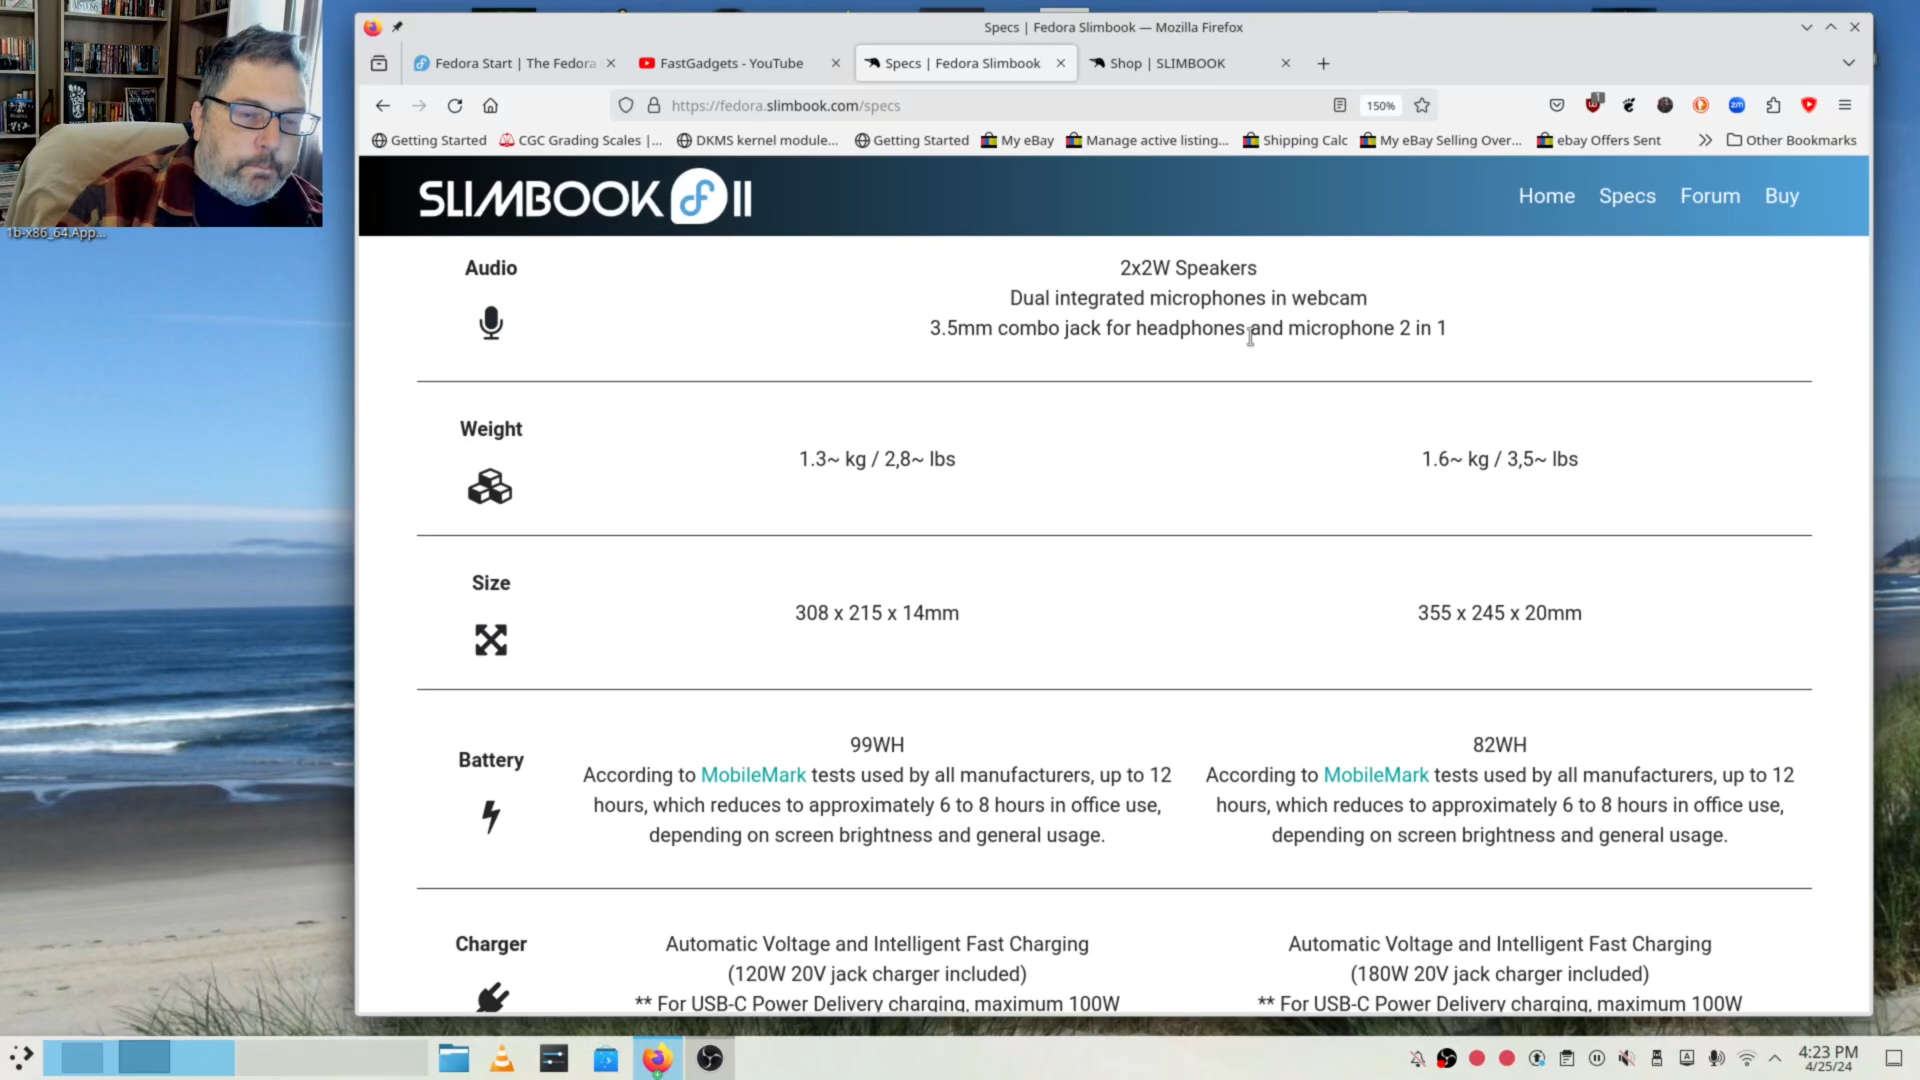 Specs | Fedora Slimbook — Mozilla Firefox
Fedora Start | The Fedora
FastGadgets - YouTube
Specs | Fedora Slimbook
Shop | SLIMBOOK
https://fedora.slimbook.com/specs
150%
Getting Started
CGC Grading Scales |...
DKMS kernel module...
Getting Started
My eBay
Manage active listing...
Shipping Calc
My eBay Selling Over...
ebay Offers Sent
Other Bookmarks
SLIMBOOK II
Home Specs Forum Buy
1b-x86_64.App...
Audio
2x2W Speakers
Dual integrated microphones in webcam
3.5mm combo jack for headphones and microphone 2 in 1
Weight
1.3~ kg / 2,8~ lbs
1.6~ kg / 3,5~ lbs
Size
308 x 215 x 14mm
355 x 245 x 20mm
Battery
99WH
According to MobileMark tests used by all manufacturers, up to 12
hours, which reduces to approximately 6 to 8 hours in office use,
depending on screen brightness and general usage.
82WH
According to MobileMark tests used by all manufacturers, up to 12
hours, which reduces to approximately 6 to 8 hours in office use,
depending on screen brightness and general usage.
Charger
Automatic Voltage and Intelligent Fast Charging
(120W 20V jack charger included)
** For USB-C Power Delivery charging, maximum 100W
Automatic Voltage and Intelligent Fast Charging
(180W 20V jack charger included)
** For USB-C Power Delivery charging, maximum 100W
4:23 PM
4/25/24